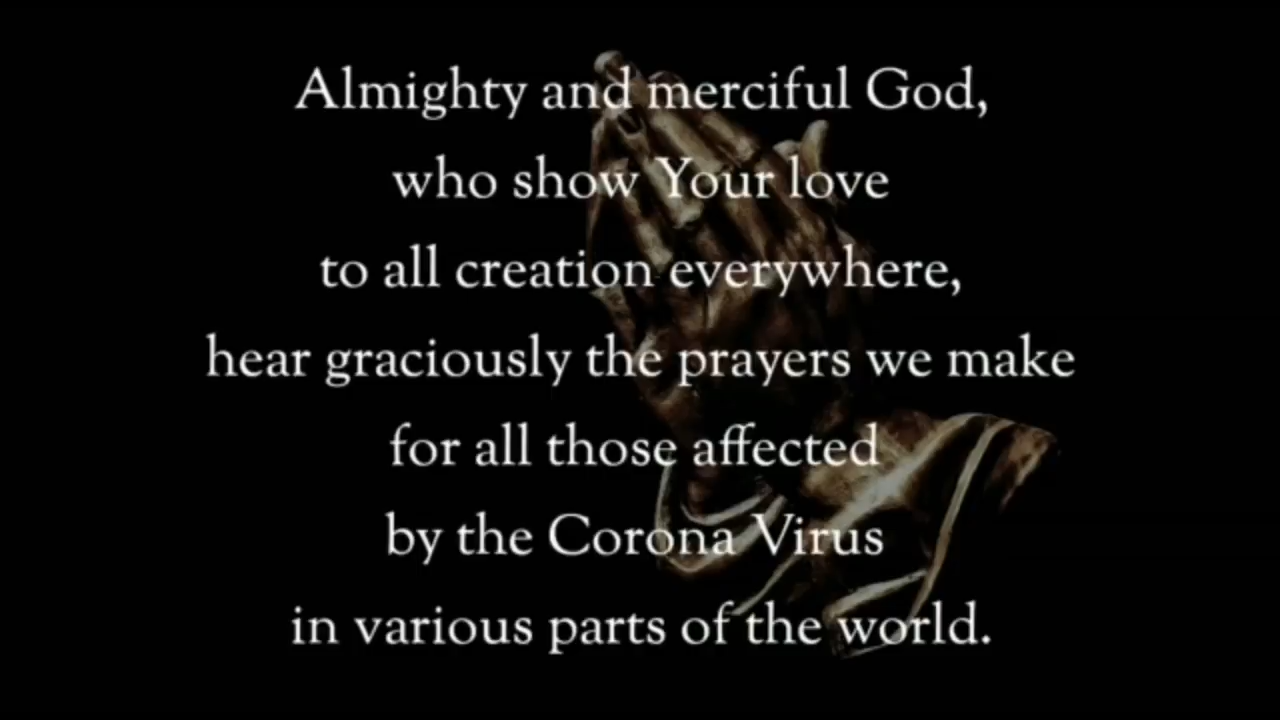 Almighty and merciful God,
who show Your love
to all creation everywhere,
hear graciously the prayers we make
for all those affected
by the Corona Virus
in various parts of the world.